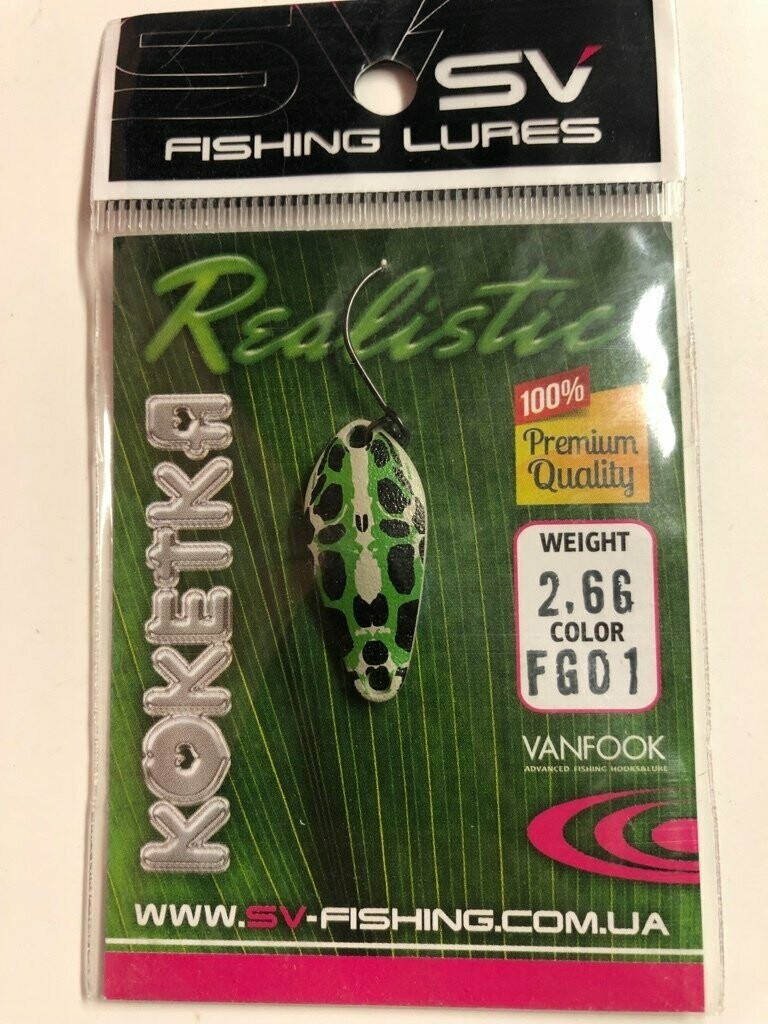 SV
FISHING LURES
Realistic
KOKETKA
100%
Premium
Quality
WEIGHT
2.6G
COLOR
FG01
VANFOOK
ADVANCED FISHING HOOKS&LURE
WWW.SV-FISHING.COM.UA